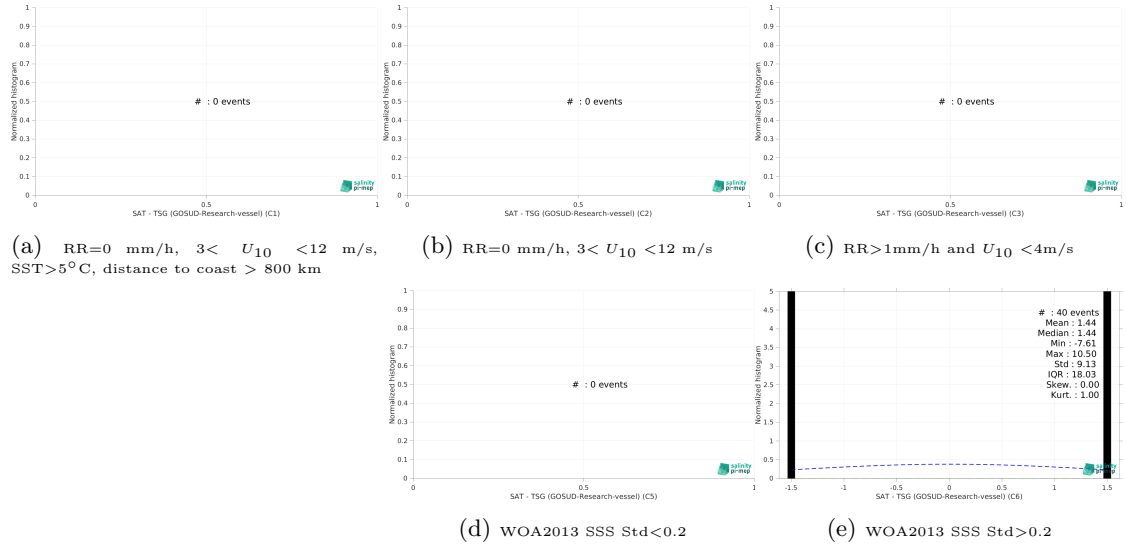 1
0.9
0.8
0.7
0.6
0.5
0.4
0.3
0.2
0.1
0
Normalized histogram
# : 0 events
salinity
pi-mep
0 0.5 1
SAT - TSG (GOSUD-Research-vessel) (C1)
(a) RR=0 mm/h, 3< U10 <12 m/s,
SST>5°C, distance to coast > 800 km
1
0.9
0.8
0.7
0.6
0.5
0.4
0.3
0.2
0.1
0
Normalized histogram
# : 0 events
salinity
pi-mep
0 0.5 1
SAT - TSG (GOSUD-Research-vessel) (C2)
(b) RR=0 mm/h, 3< U10 <12 m/s
1
0.9
0.8
0.7
0.6
0.5
0.4
0.3
0.2
0.1
0
Normalized histogram
# : 0 events
salinity
pi-mep
0 0.5 1
SAT - TSG (GOSUD-Research-vessel) (C3)
(c) RR>1mm/h and U10 <4m/s
1
0.9
0.8
0.7
0.6
0.5
0.4
0.3
0.2
0.1
0
Normalized histogram
# : 0 events
salinity
pi-mep
0 0.5 1
SAT - TSG (GOSUD-Research-vessel) (C5)
(d) WOA2013 SSS Std<0.2
5
4.5
4
3.5
3
2.5
2
1.5
1
0.5
0
Normalized histogram
# : 40 events
Mean : 1.44
Median : 1.44
Min : -7.61
Max : 10.50
Std : 9.13
IQR : 18.03
Skew. : 0.00
Kurt. : 1.00
salinity
pi-mep
-1.5 -1 -0.5 0 0.5 1 1.5
SAT - TSG (GOSUD-Research-vessel) (C6)
(e) WOA2013 SSS Std>0.2